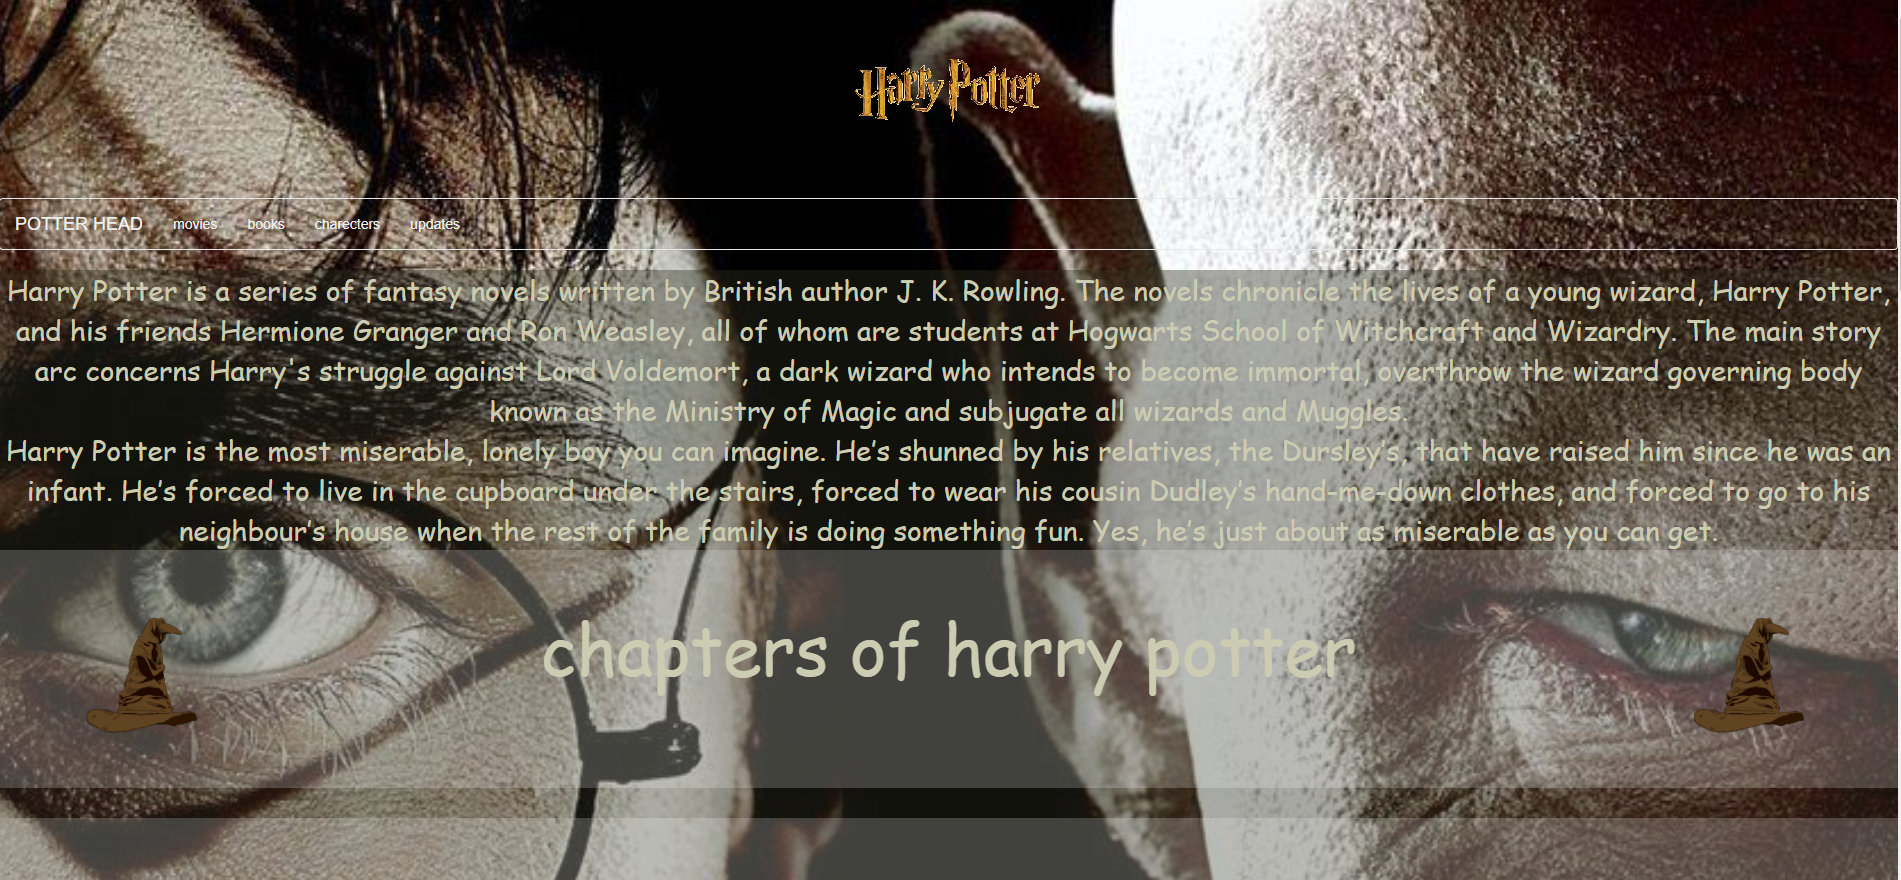 Harry Potter
POTTER HEAD movies books charecters updates
Harry Potter is a series of fantasy novels written by British author J. K. Rowling. The novels chronicle the lives of a young wizard, Harry Potter,
and his friends Hermione Granger and Ron Weasley, all of whom are students at Hogwarts School of Witchcraft and Wizardry. The main story
arc concerns Harry's struggle against Lord Voldemort, a dark wizard who intends to become immortal, overthrow the wizard governing body
known as the Ministry of Magic and subjugate all wizards and Muggles.
Harry Potter is the most miserable, lonely boy you can imagine. He’s shunned by his relatives, the Dursley’s, that have raised him since he was an
infant. He’s forced to live in the cupboard under the stairs, forced to wear his cousin Dudley’s hand-me-down clothes, and forced to go to his
neighbour’s house when the rest of the family is doing something fun. Yes, he’s just about as miserable as you can get.
chapters of harry potter